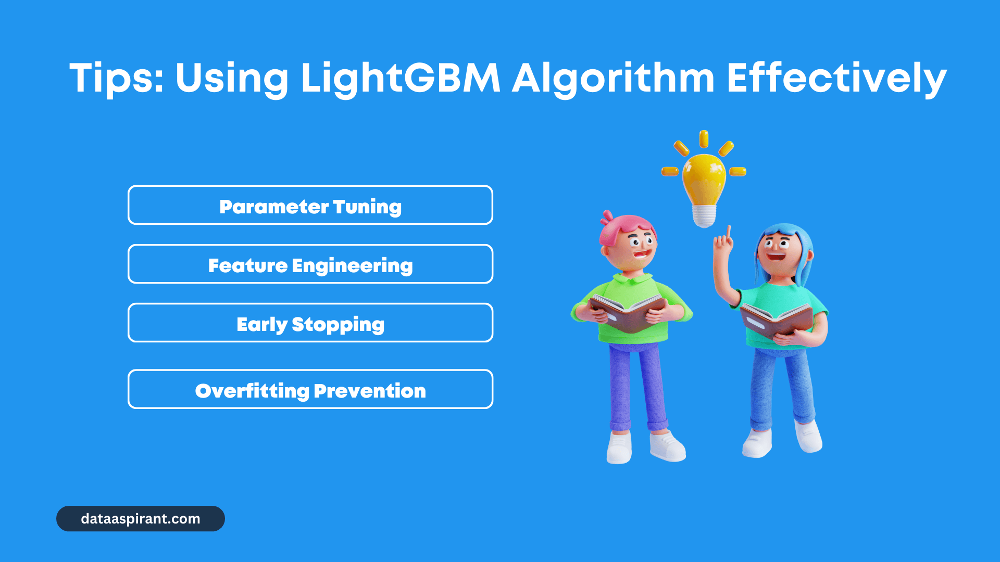 Tips: Using LightGBM Algorithm Effectively
Parameter Tuning
Feature Engineering
Early Stopping
Overfitting Prevention
dataaspirant.com